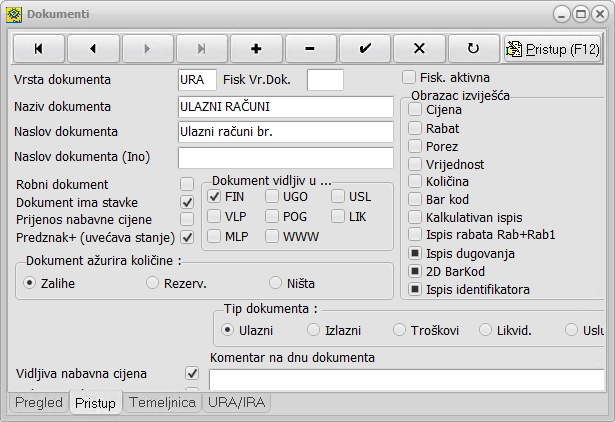 Dokumenti
Pristup (F12)
Vrsta dokumenta URA Fisk Vr.Dok. Fisk. aktivna
Naziv dokumenta ULAZNI RAČUNI
Naslov dokumenta Ulazni računi br.
Naslov dokumenta (Ino)
Obrazac izviješća
Cijena
Rabat
Porez
Vrijednost
Količina
Bar kod
Kalkulativan ispis
Ispis rabata Rab+Rab1
Ispis dugovanja
2D BarKod
Ispis identifikatora
Robni dokument
Dokument ima stavke
Prijenos nabavne cijene
Predznak+ (uvećava stanje)
Dokument vidljiv u ...
FIN UGO USL
VLP POG LIK
MLP WWW
Dokument ažurira količine :
Zalihe Rezerv. Ništa
Tip dokumenta :
Ulazni Izlazni Troškovi Likvid. Uslu
Komentar na dnu dokumenta
Vidljiva nabavna cijena
Pregled Pristup Temeljnica URA/IRA